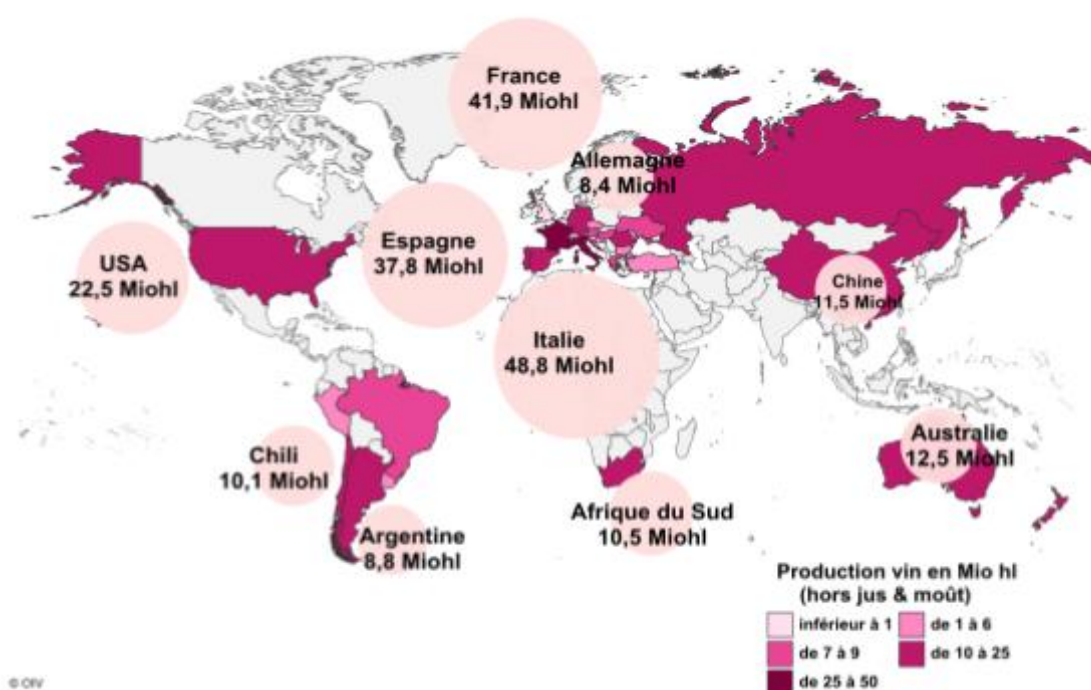 France
41,9 Miohl
Allemagne
8,4 Miohl
Espagne
37,8 Miohl
USA
22,5 Miohl
Chine
11,5 Miohl
Italie
48,8 Miohl
Chili
10,1 Miohl
Australie
12,5 Miohl
Afrique du Sud
10,5 Miohl
Argentine
8,8 Miohl
Production vin en Mio hl
(hors jus & moût)
inférieur à 1
de 1 à 6
de 7 à 9
de 10 à 25
de 25 à 50
© OIV